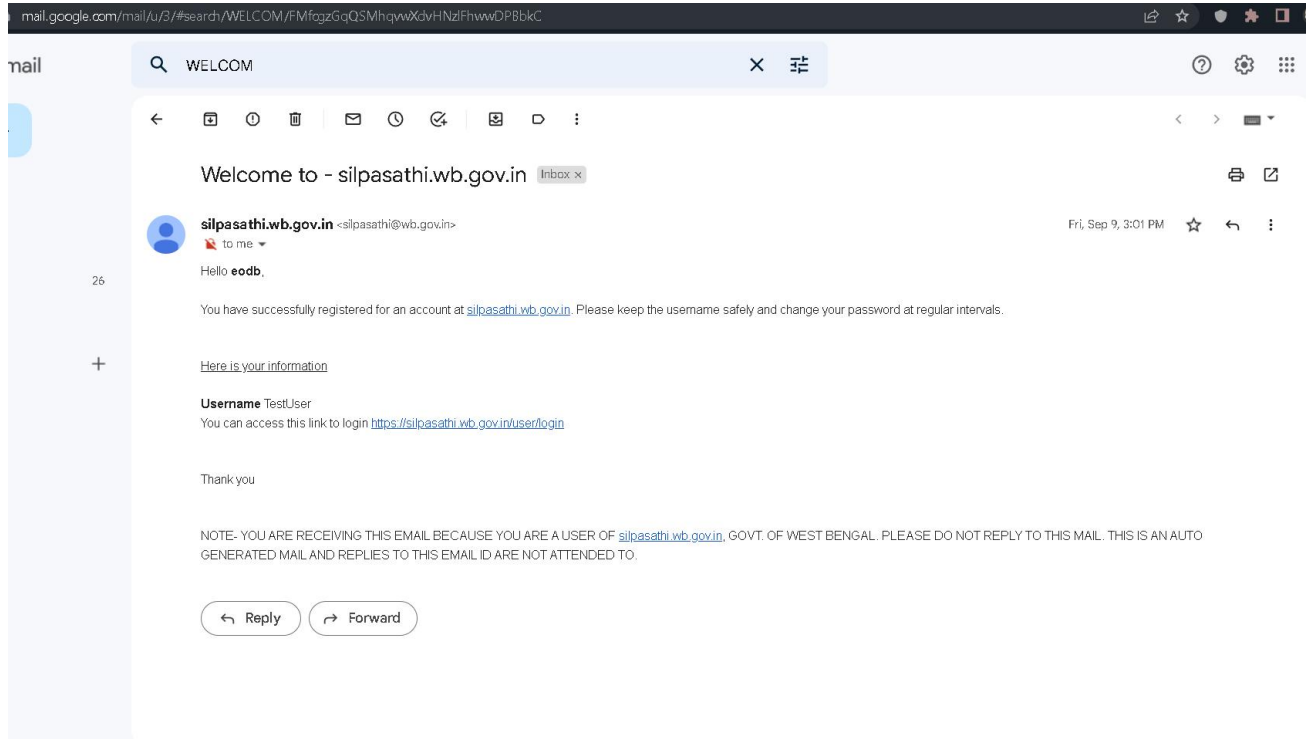 mail.google.com/mail/u/3/#search/WELCOM/
mail
WELCOM
Welcome to - silpasathi.wb.gov.in Inbox x
silpasathi.wb.gov.in <silpasathi@wb.gov.in> Fri, Sep 9, 3:01 PM
to me
Hello eodb,
26
You have successfully registered for an account at silpasathi.wb.gov.in. Please keep the username safely and change your password at regular intervals.
Here is your information
Username TestUser
You can access this link to login https://silpasathi.wb.gov.in/user/login
Thank you
NOTE- YOU ARE RECEIVING THIS EMAIL BECAUSE YOU ARE A USER OF silpasathi.wb.gov.in, GOVT. OF WEST BENGAL. PLEASE DO NOT REPLY TO THIS MAIL. THIS IS AN AUTO
GENERATED MAIL AND REPLIES TO THIS EMAIL ID ARE NOT ATTENDED TO.
Reply Forward